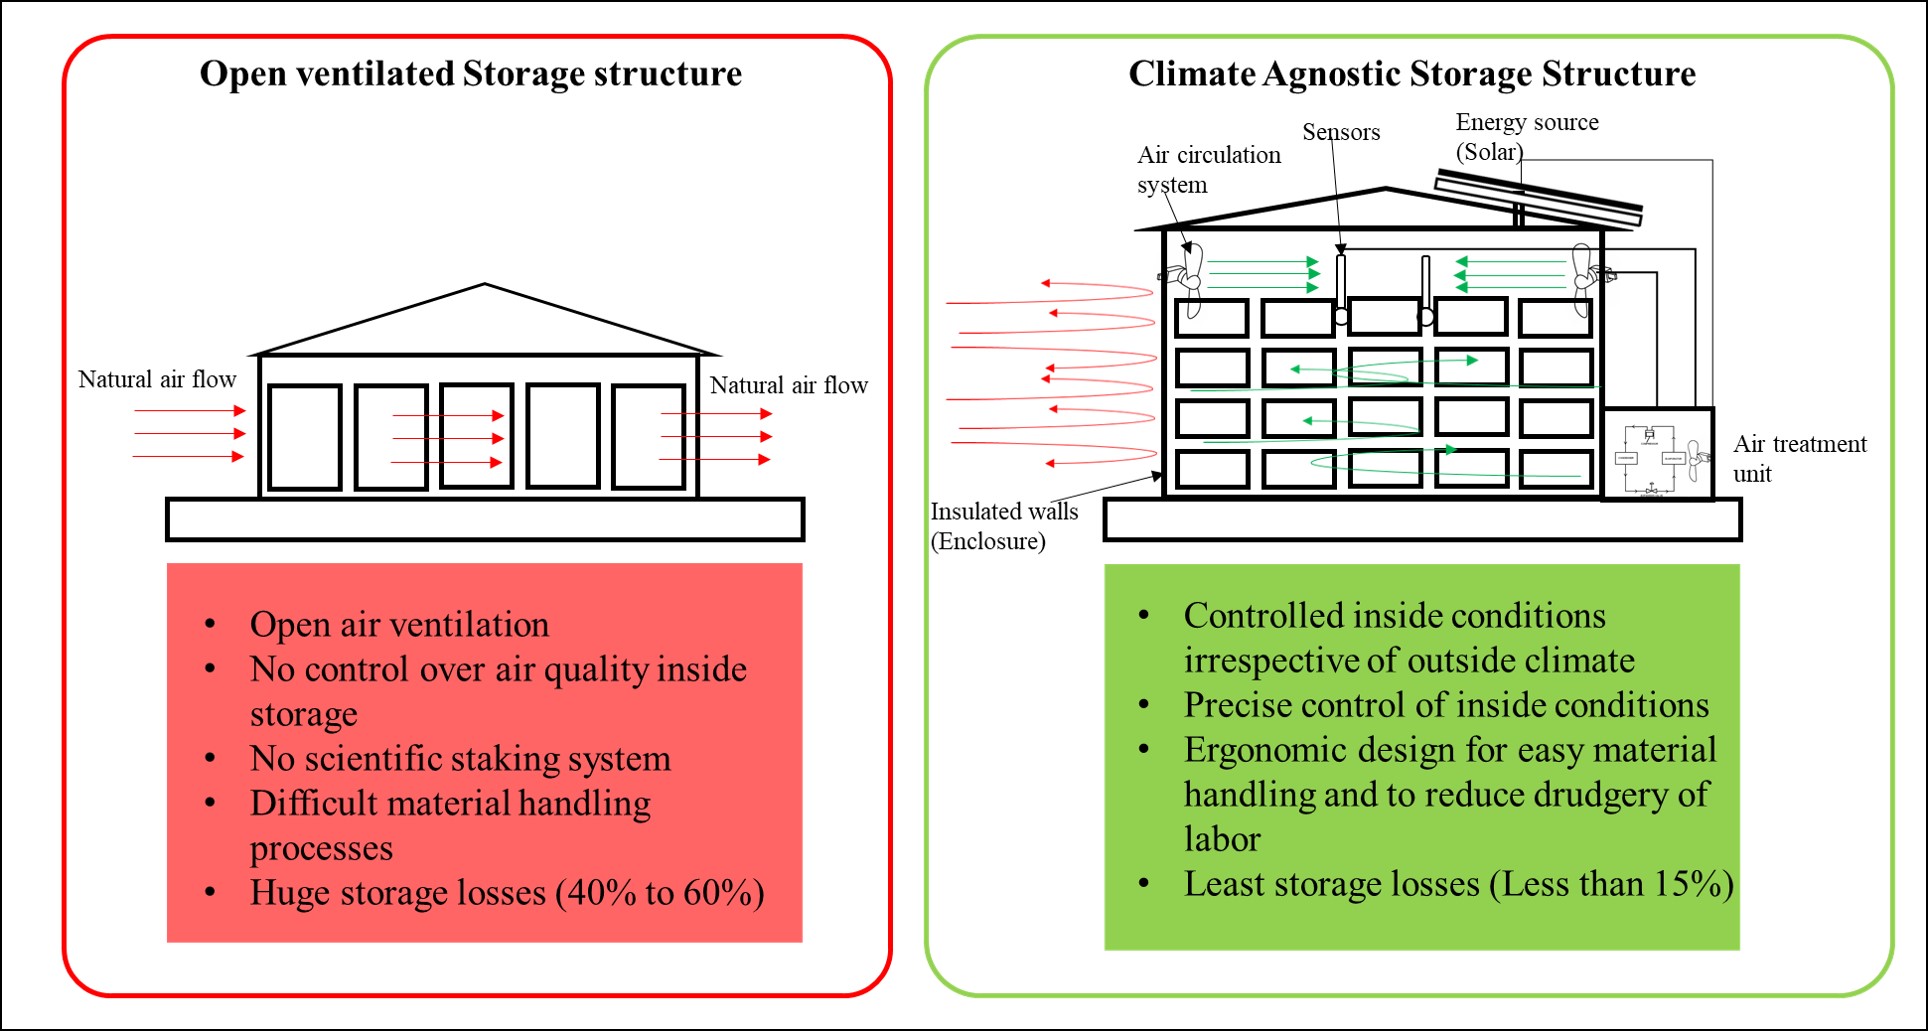 Open ventilated Storage structure
Natural air flow
Natural air flow
• Open air ventilation
• No control over air quality inside
storage
• No scientific staking system
• Difficult material handling
processes
• Huge storage losses (40% to 60%)
Climate Agnostic Storage Structure
Sensors
Energy source
(Solar)
Air circulation
system
Air treatment
unit
Insulated walls
(Enclosure)
• Controlled inside conditions
irrespective of outside climate
• Precise control of inside conditions
• Ergonomic design for easy material
handling and to reduce drudgery of
labor
• Least storage losses (Less than 15%)